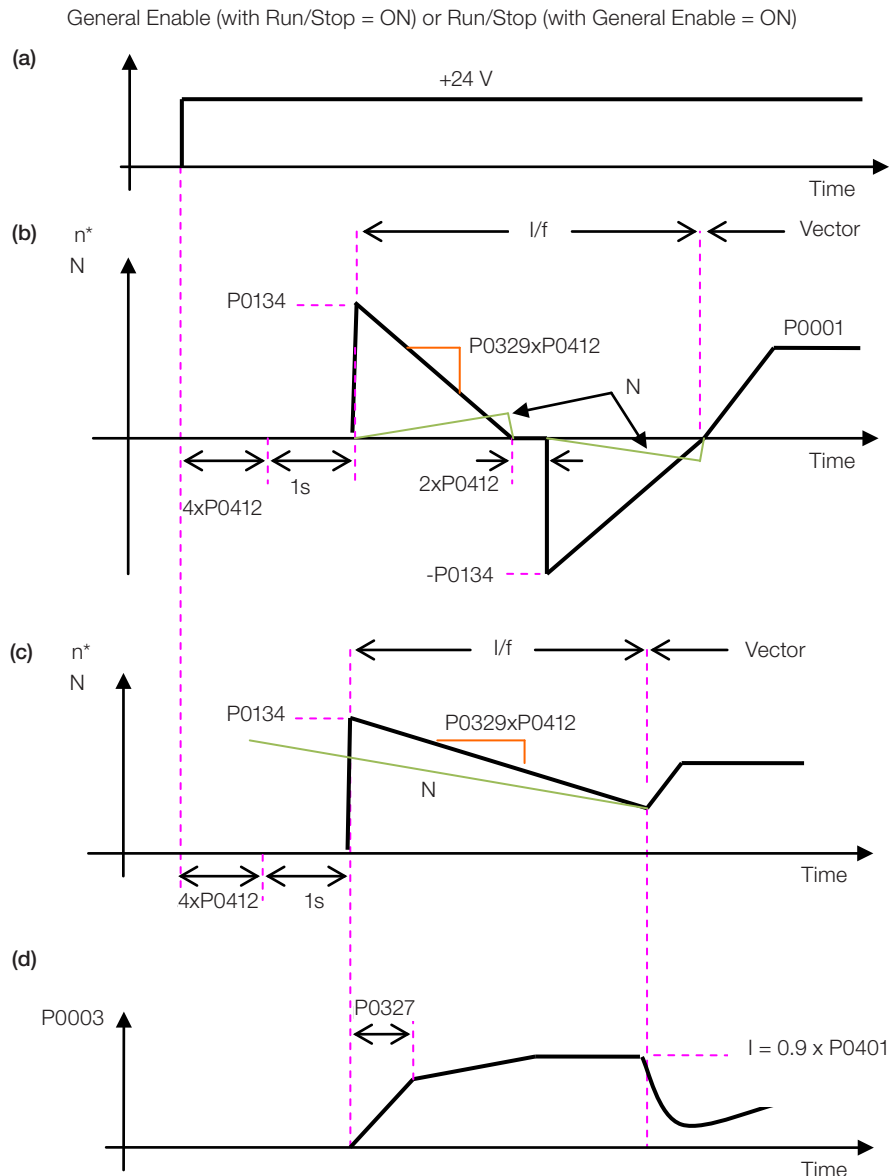 General Enable (with Run/Stop = ON) or Run/Stop (with General Enable = ON)
(a)
+24 V
Time
(b)
n*
N
I/f
Vector
P0134
P0329xP0412
N
P0001
Time
4xP0412
1s
2xP0412
-P0134
(c)
n*
N
I/f
Vector
P0134
P0329xP0412
N
Time
4xP0412
1s
(d)
P0003
P0327
I = 0.9 x P0401
Time